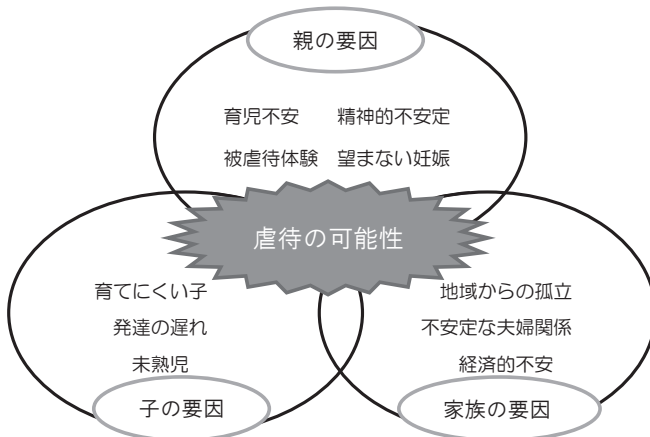 親の要因
育児不安　精神的不安定
被虐待体験　望まない妊娠
虐待の可能性
育てにくい子
発達の遅れ
未熟児
子の要因
地域からの孤立
不安定な夫婦関係
経済的不安
家族の要因